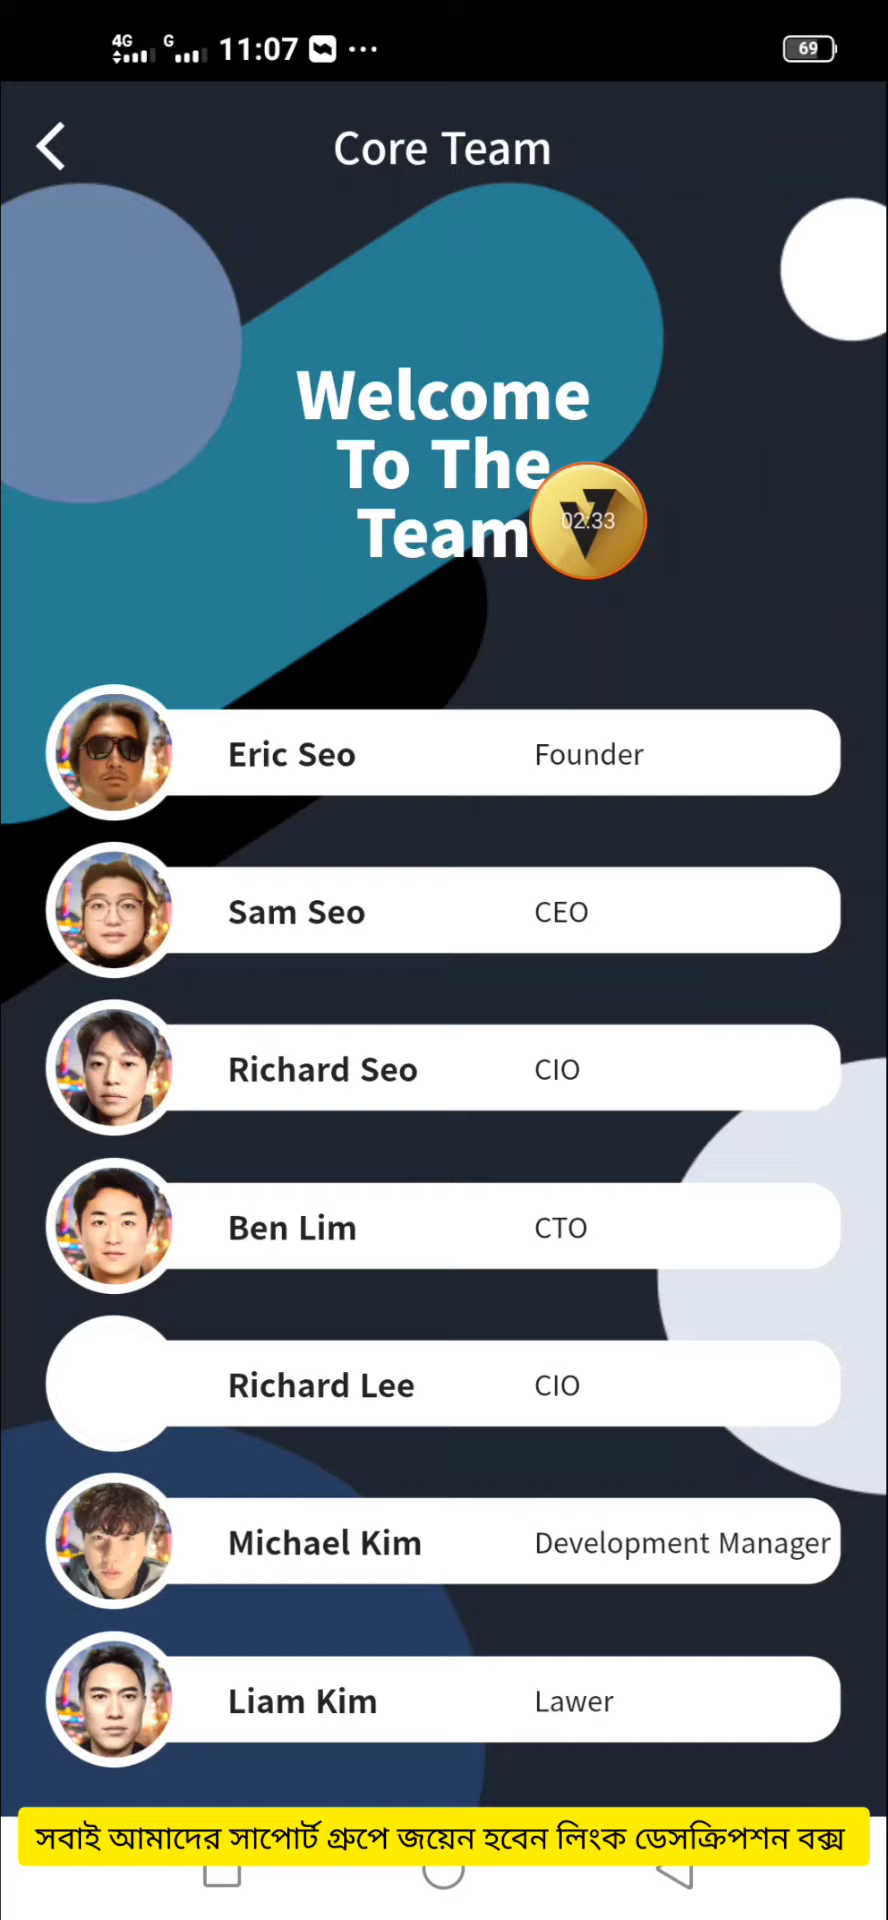 4G G 11:07 ... 69
Core Team
Welcome
To The
Team
02:33
Eric Seo Founder
Sam Seo CEO
Richard Seo CIO
Ben Lim CTO
Richard Lee CIO
Michael Kim Development Manager
Liam Kim Lawer
সবাই আমাদের সাপোর্ট গ্রুপে জয়েন হবেন লিংক ডেসক্রিপশন বক্স